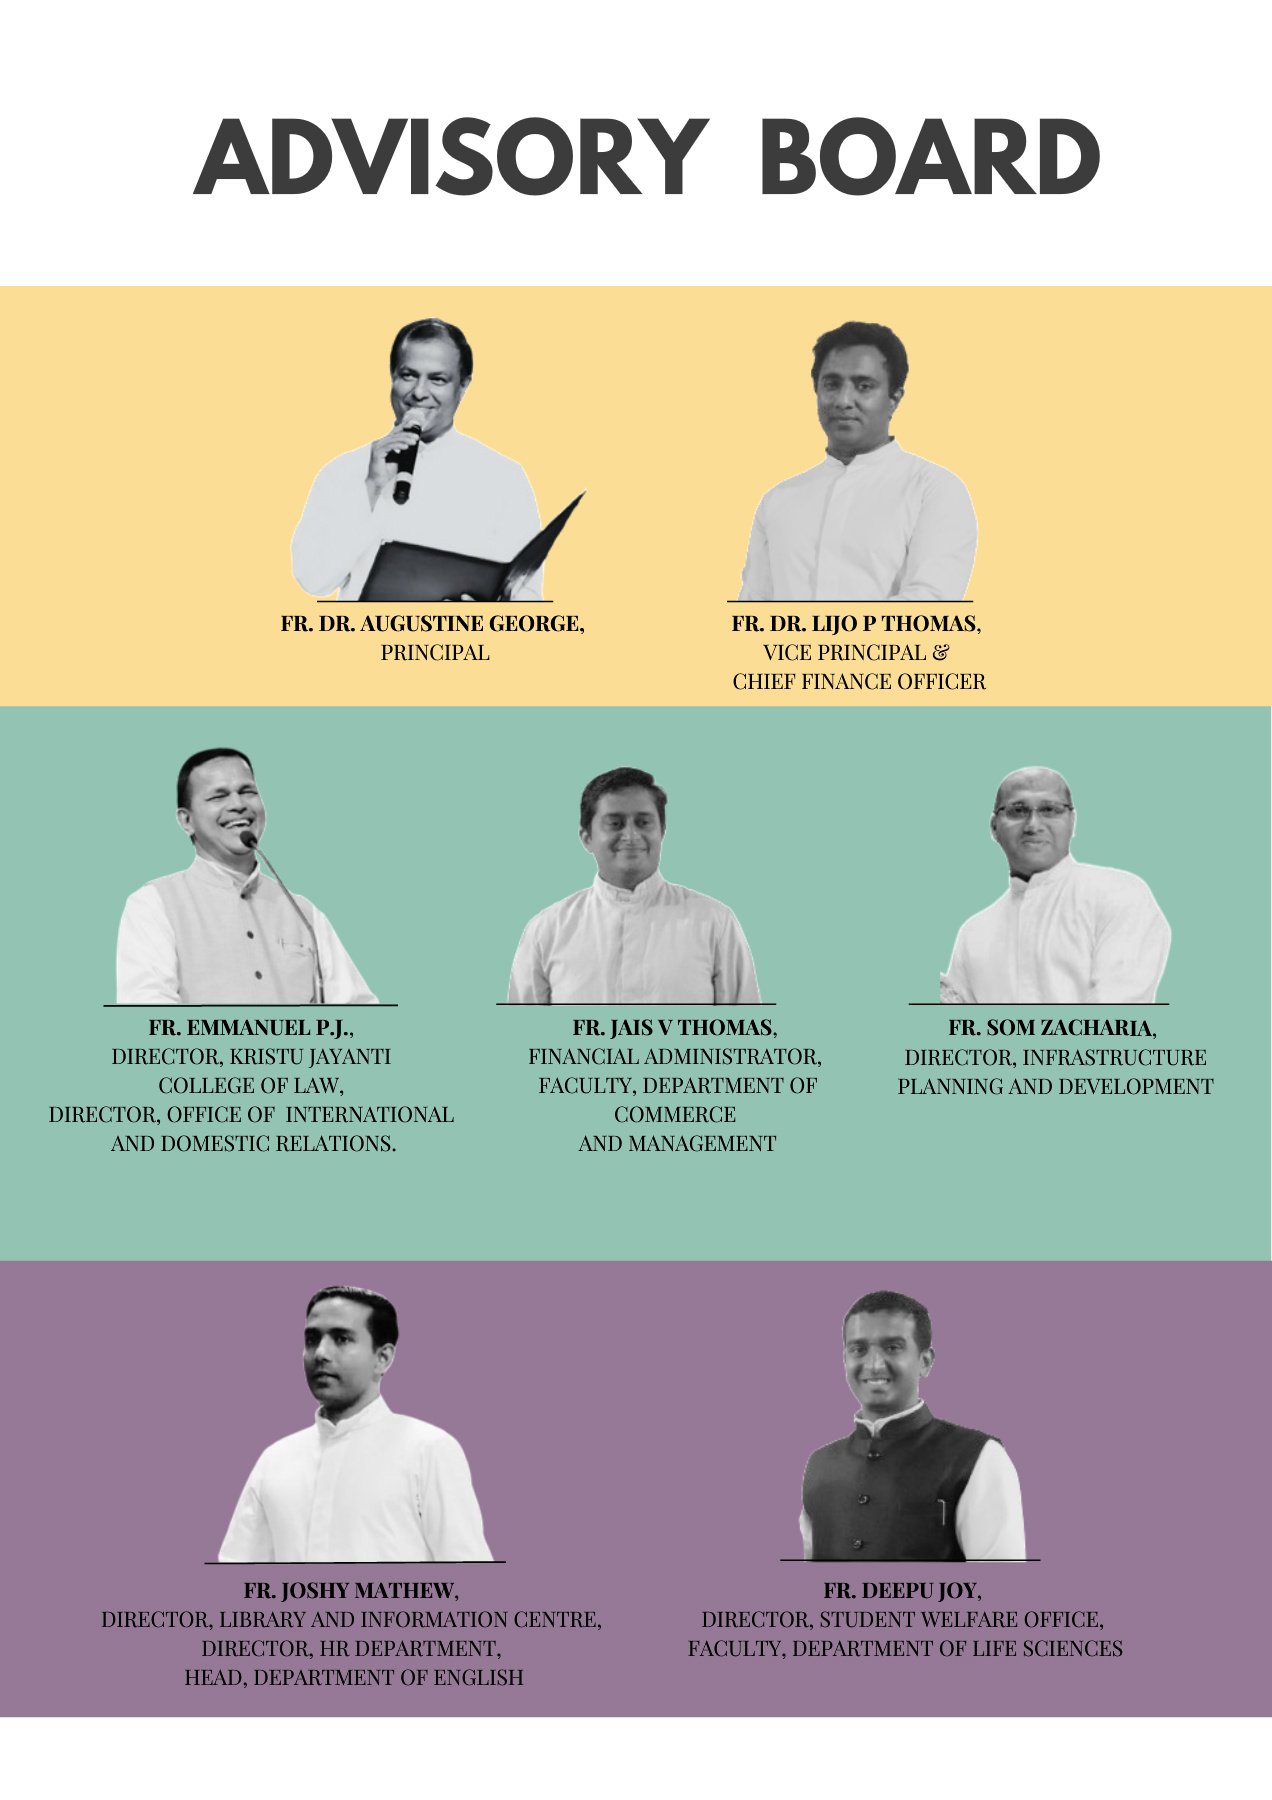 ADVISORY BOARD
FR. DR. AUGUSTINE GEORGE,
PRINCIPAL
FR. DR. LIJO P THOMAS,
VICE PRINCIPAL &
CHIEF FINANCE OFFICER
FR. EMMANUEL P.J.,
DIRECTOR, KRISTU JAYANTI
COLLEGE OF LAW,
DIRECTOR, OFFICE OF INTERNATIONAL
AND DOMESTIC RELATIONS.
FR. JAIS V THOMAS,
FINANCIAL ADMINISTRATOR,
FACULTY, DEPARTMENT OF
COMMERCE
AND MANAGEMENT
FR. SOM ZACHARIA,
DIRECTOR, INFRASTRUCTURE
PLANNING AND DEVELOPMENT
FR. JOSHY MATHEW,
DIRECTOR, LIBRARY AND INFORMATION CENTRE,
DIRECTOR, HR DEPARTMENT,
HEAD, DEPARTMENT OF ENGLISH
FR. DEEPU JOY,
DIRECTOR, STUDENT WELFARE OFFICE,
FACULTY, DEPARTMENT OF LIFE SCIENCES